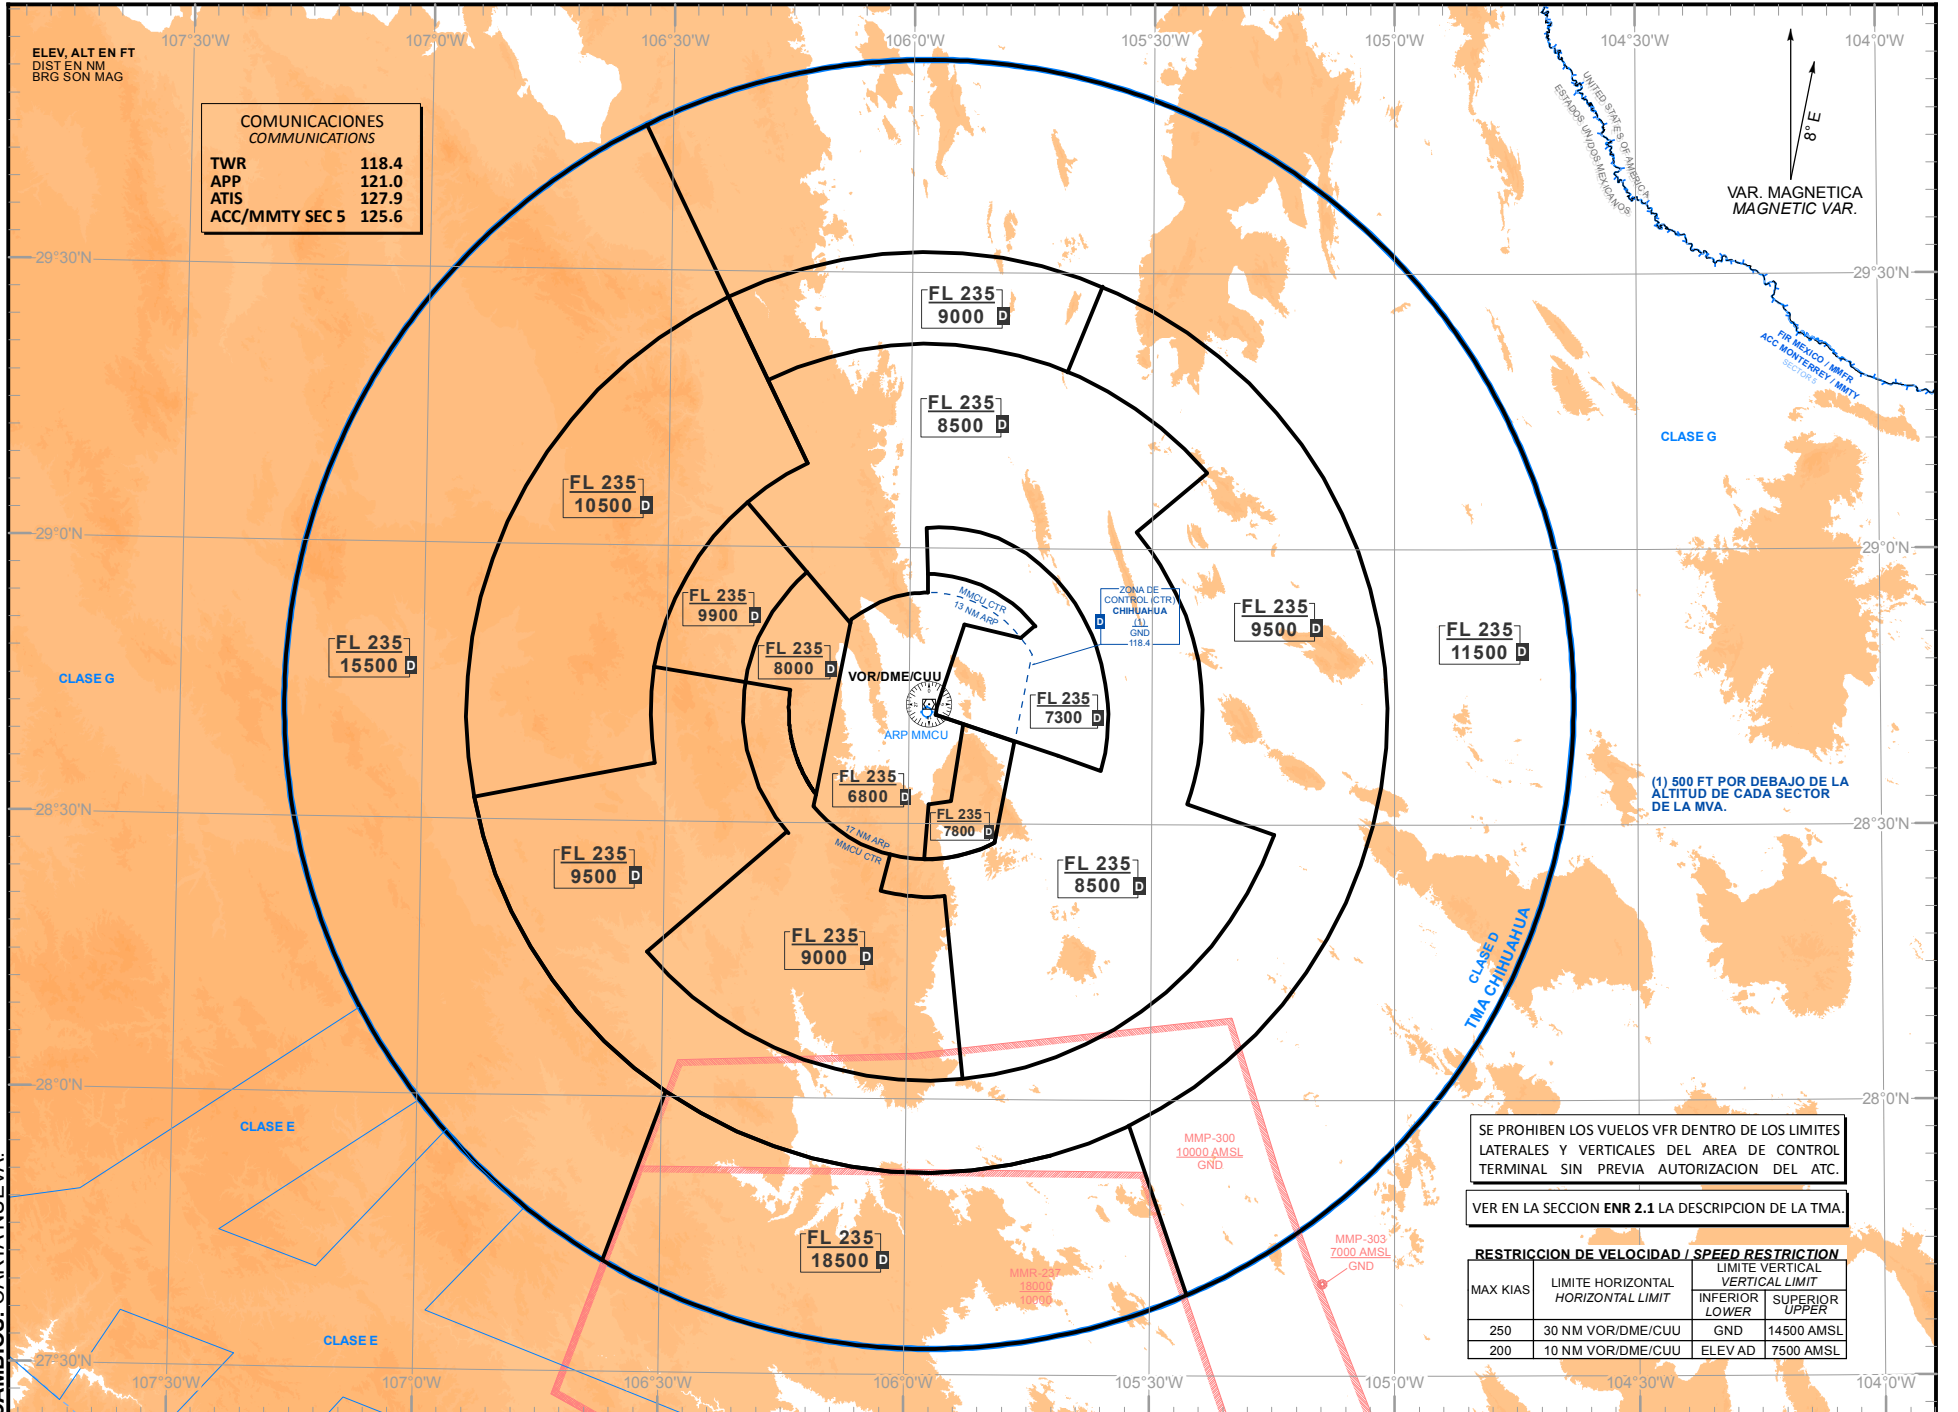 107°30'W
107°0'W
106°30'W
106°0'W
105°30'W
105°0'W
104°30'W
104°0'W
ELEV, ALT EN FT
DIST EN NM
BRG SON MAG
COMUNICACIONES
COMMUNICATIONS
TWR 118.4
APP 121.0
ATIS 127.9
ACC/MMTY SEC 5 125.6
UNITED STATES OF AMERICA
ESTADOS UNIDOS MEXICANOS
8° E
VAR. MAGNETICA
MAGNETIC VAR.
29°30'N
29°30'N
FL 235
9000 D
FIR MEXICO / MMFR
ACC MONTERREY / MMTY
SECTOR 5
FL 235
8500 D
CLASE G
FL 235
10500 D
29°0'N
29°0'N
FL 235
9900 D
MMCU CTR
13 NM ARP
ZONA DE
CONTROL (CTR)
CHIHUAHUA
D
(1)
GND
118.4
FL 235
9500 D
FL 235
15500 D
FL 235
8000 D
FL 235
11500 D
CLASE G
VOR/DME/CUU
FL 235
7300 D
ARP MMCU
FL 235
6800 D
(1) 500 FT POR DEBAJO DE LA
ALTITUD DE CADA SECTOR
DE LA MVA.
28°30'N
28°30'N
FL 235
7800 D
17 NM ARP
MMCU CTR
FL 235
9500 D
FL 235
8500 D
FL 235
9000 D
CLASE D
TMA CHIHUAHUA
28°0'N
28°0'N
CLASE E
MMP-300
10000 AMSL
GND
SE PROHIBEN LOS VUELOS VFR DENTRO DE LOS LIMITES
LATERALES Y VERTICALES DEL AREA DE CONTROL
TERMINAL SIN PREVIA AUTORIZACION DEL ATC.
VER EN LA SECCION ENR 2.1 LA DESCRIPCION DE LA TMA.
FL 235
18500 D
MMP-303
7000 AMSL
GND
MMR-237
18000
10000
RESTRICCION DE VELOCIDAD / SPEED RESTRICTION
MAX KIAS
LIMITE HORIZONTAL
HORIZONTAL LIMIT
LIMITE VERTICAL
VERTICAL LIMIT
INFERIOR
LOWER
SUPERIOR
UPPER
250 30 NM VOR/DME/CUU GND 14500 AMSL
200 10 NM VOR/DME/CUU ELEV AD 7500 AMSL
CLASE E
27°30'N
107°30'W
107°0'W
106°30'W
106°0'W
105°30'W
105°0'W
104°30'W
104°0'W